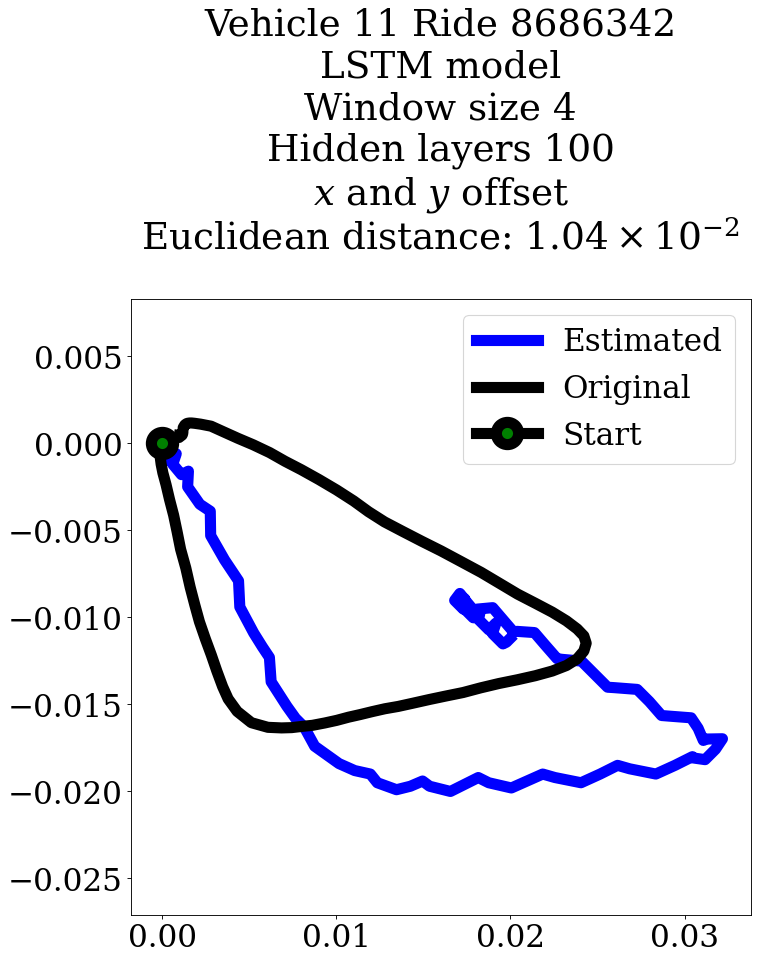 Vehicle 11 Ride 8686342
LSTM model
Window size 4
Hidden layers 100
x and y offset
Euclidean distance: 1.04 × 10⁻²
Estimated
Original
Start
0.005
0.000
−0.005
−0.010
−0.015
−0.020
−0.025
0.00 0.01 0.02 0.03